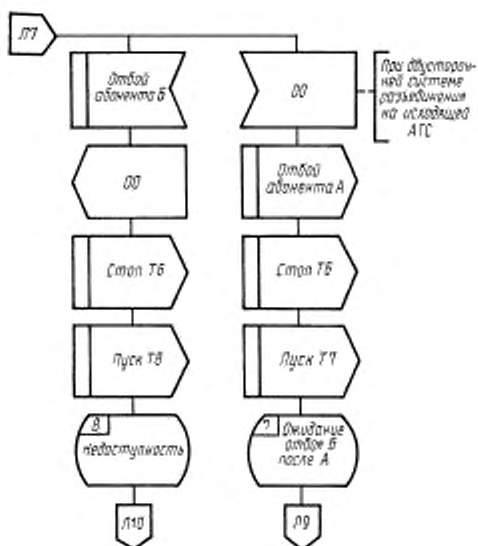 Л7
Отбой
абонента Б
ОО
При двусторон-
ней системе
разъединения
на исходящей
АТС
ОО
Отбой
абонента А
Стоп Т6
Стоп Т6
Пуск Т8
Пуск Т7
8
Недоступность
7
Ожидание
отбоя Б
после А
Л10
Л9